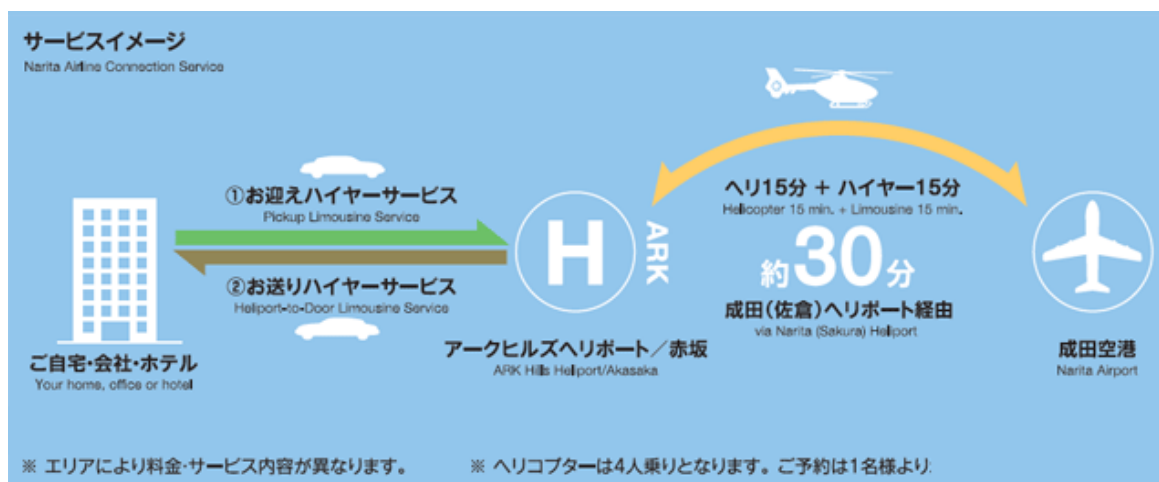 サービスイメージ
Narita Airline Connection Service
①お迎えハイヤーサービス
Pickup Limousine Service
②お送りハイヤーサービス
Heliport-to-Door Limousine Service
ご自宅・会社・ホテル
Your home, office or hotel
H
ARK
アークヒルズヘリポート／赤坂
ARK Hills Heliport/Akasaka
ヘリ15分 + ハイヤー15分
Helicopter 15 min. + Limousine 15 min.
約30分
成田（佐倉）ヘリポート経由
via Narita (Sakura) Heliport
成田空港
Narita Airport
※ エリアにより料金・サービス内容が異なります。
※ ヘリコプターは4人乗りとなります。ご予約は1名様より